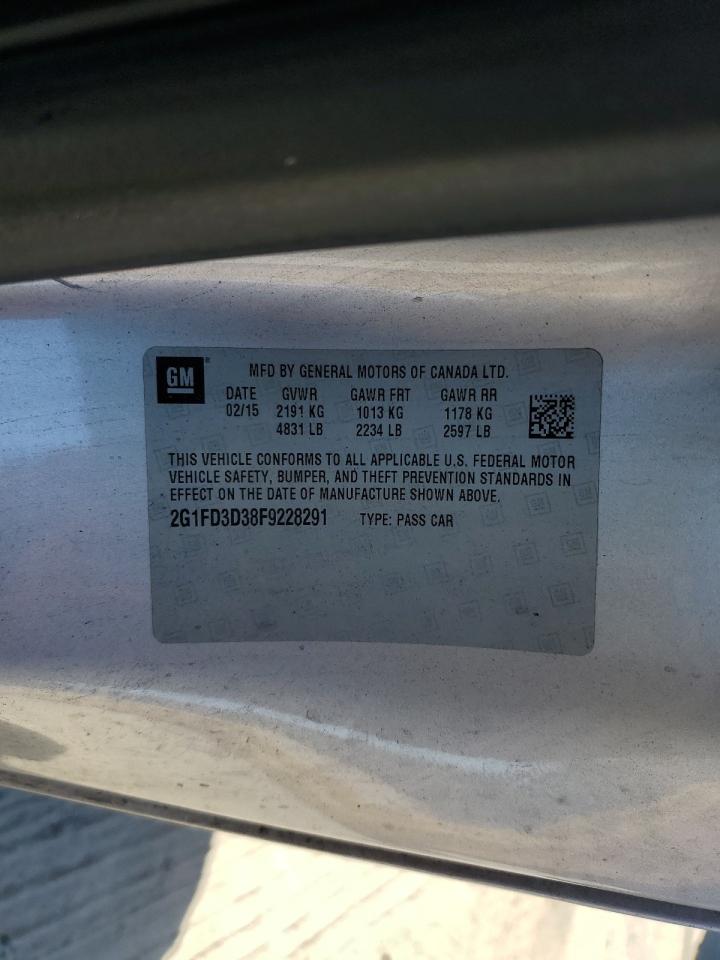 GM
MFD BY GENERAL MOTORS OF CANADA LTD.
DATE GVWR GAWR FRT GAWR RR
02/15 2191 KG 1013 KG 1178 KG
4831 LB 2234 LB 2597 LB
THIS VEHICLE CONFORMS TO ALL APPLICABLE U.S. FEDERAL MOTOR
VEHICLE SAFETY, BUMPER, AND THEFT PREVENTION STANDARDS IN
EFFECT ON THE DATE OF MANUFACTURE SHOWN ABOVE.
2G1FD3D38F9228291 TYPE: PASS CAR